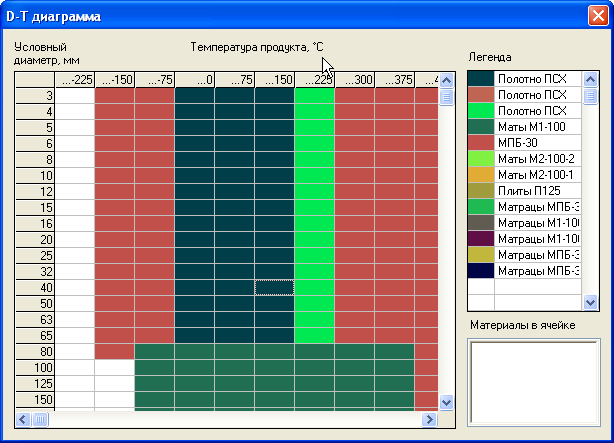 D-T диаграмма
Условный диаметр, мм
Температура продукта, °C
Легенда
...-225 ...-150 ...-75 ...0 ...75 ...150 ...225 ...300 ...375 ...4
3
3
4
5
6
8
10
12
15
16
20
25
32
40
50
65
80
100
125
150
Полотно ПСХ
Полотно ПСХ
Полотно ПСХ
Маты М1-100
МПБ-30
Маты М2-100-2
Маты М2-100-1
Плиты П125
Матрацы МПБ-3
Матрацы М1-10
Матрацы М1-10
Матрацы МПБ-3
Матрацы МПБ-3
Материалы в ячейке